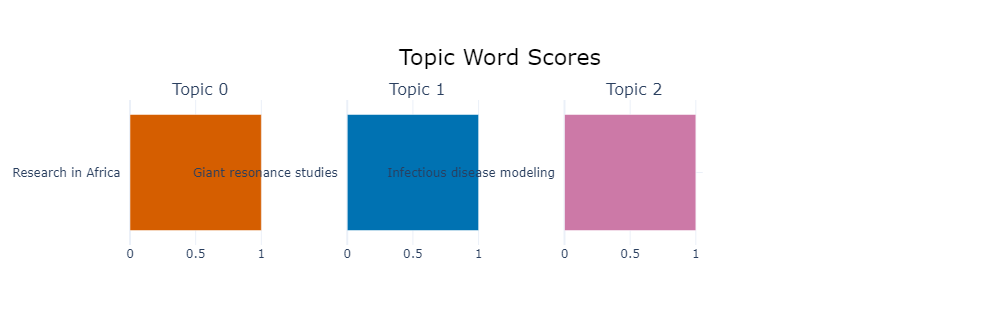 Topic Word Scores
Topic 0
Topic 1
Topic 2
Research in Africa
Giant resonance studies
Infectious disease modeling
0 0.5 1
0 0.5 1
0 0.5 1